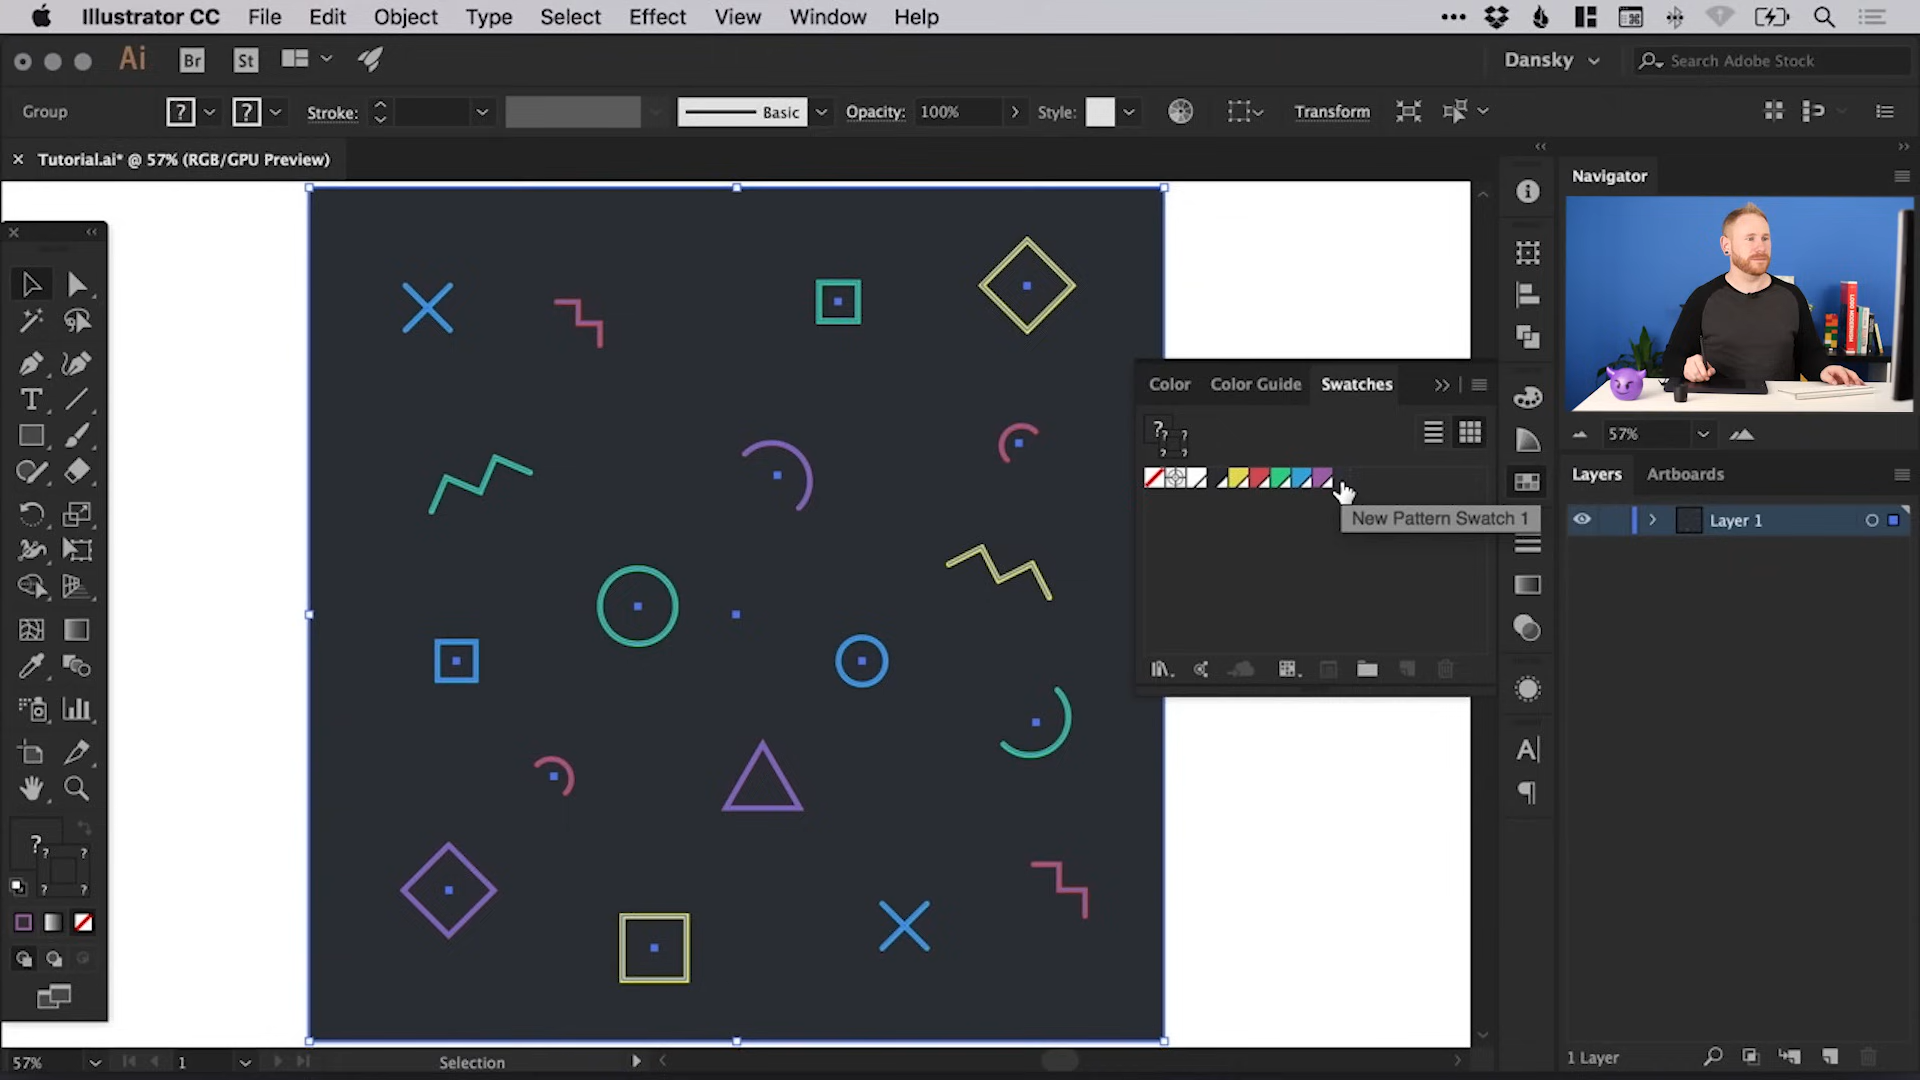 Illustrator CC File Edit Object Type Select Effect View Window Help
Ai Br St Dansky Search Adobe Stock
Group ? ? Stroke: Basic Opacity: 100% Style: Transform
Tutorial.ai* @ 57% (RGB/GPU Preview)
Navigator
57%
Color Color Guide Swatches
?
New Pattern Swatch 1
Layers Artboards
Layer 1
1 Layer
57% 1 Selection